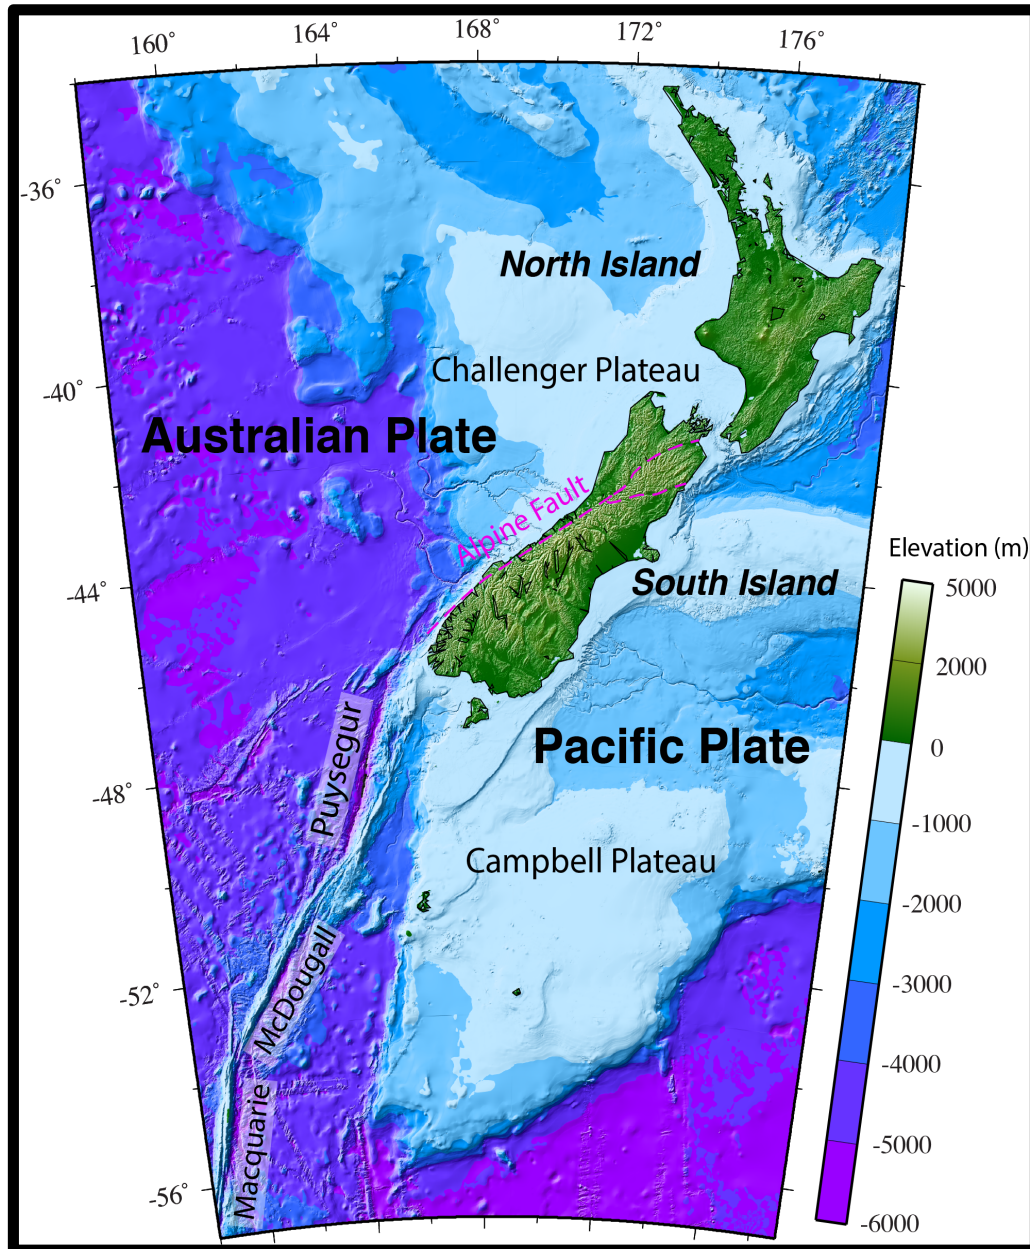 160° 164° 168° 172° 176°
-36°
North Island
Challenger Plateau
-40°
Australian Plate
Alpine Fault
Elevation (m)
-44°
South Island
5000
2000
Puysegur
Pacific Plate
0
-48°
-1000
Campbell Plateau
-2000
McDougall
-52°
-3000
-4000
Macquarie
-5000
-56°
-6000